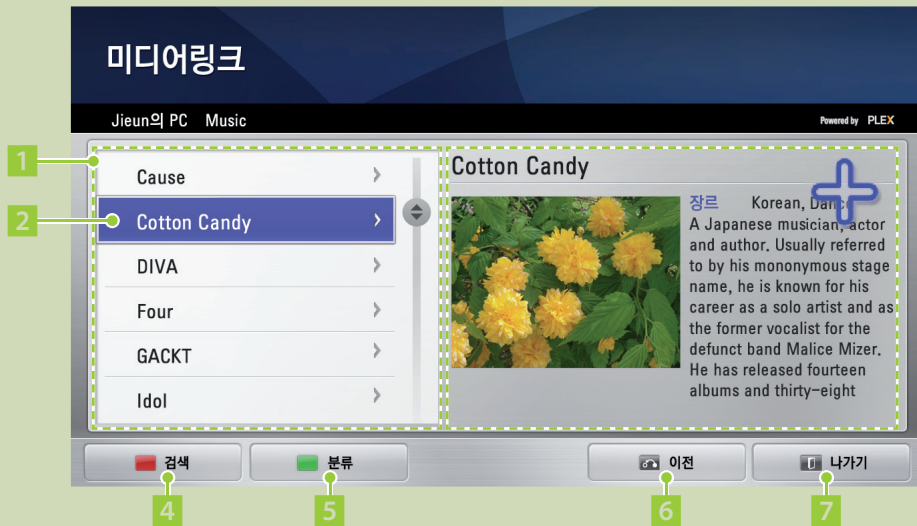 미디어링크
Jieun의 PC Music
Powered by PLEX
1
Cause
2
Cotton Candy
DIVA
Four
GACKT
Idol
Cotton Candy
장르 Korean, Dance
A Japanese musician, actor
and author. Usually referred
to by his mononymous stage
name, he is known for his
career as a solo artist and as
the former vocalist for the
defunct band Malice Mizer.
He has released fourteen
albums and thirty-eight
검색
분류
이전
나가기
4
5
6
7